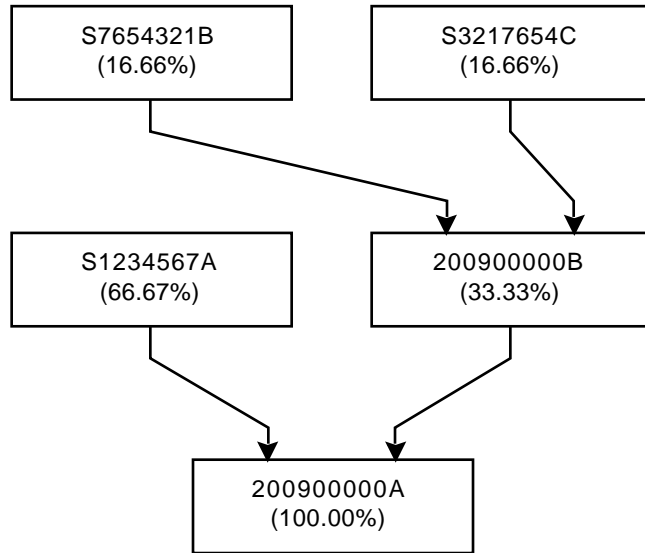 S7654321B
(16.66%)
S3217654C
(16.66%)
S1234567A
(66.67%)
200900000B
(33.33%)
200900000A
(100.00%)